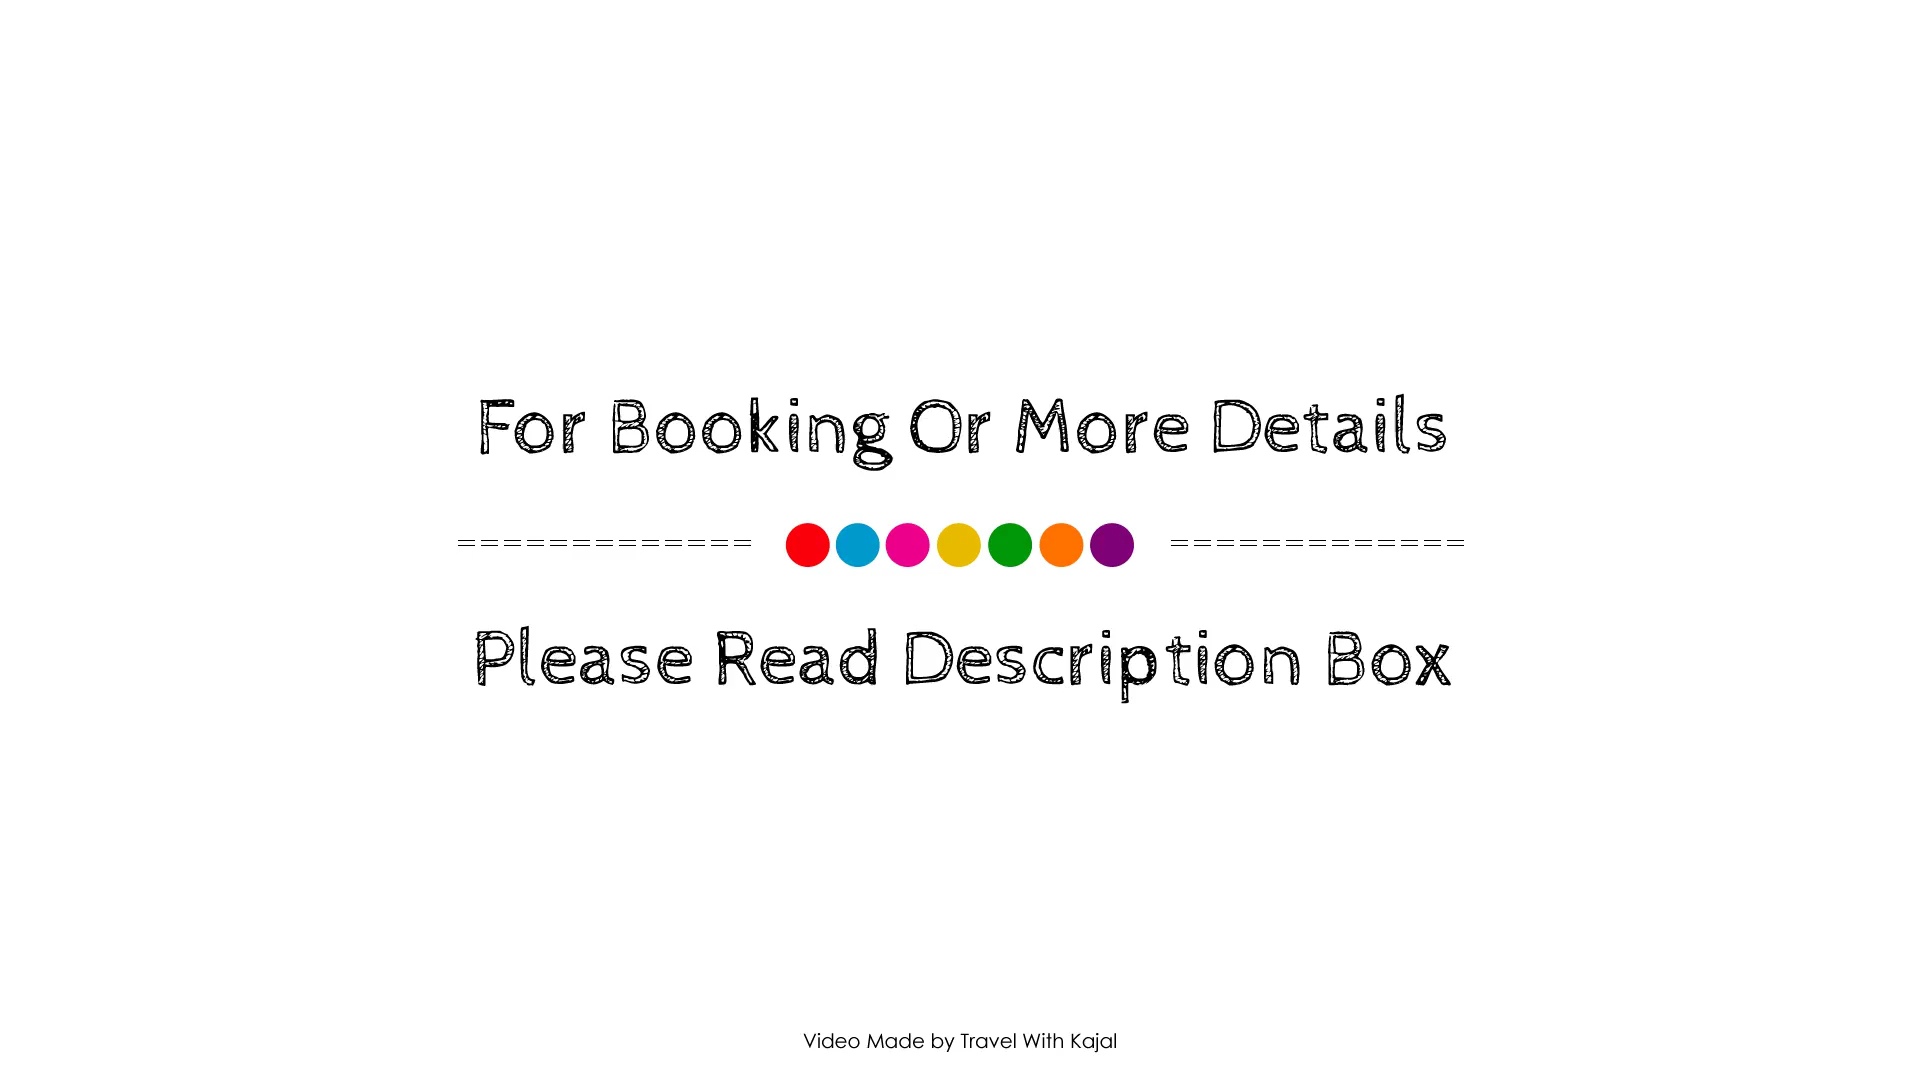 For Booking Or More Details
============= =============
Please Read Description Box
Video Made by Travel With Kajal